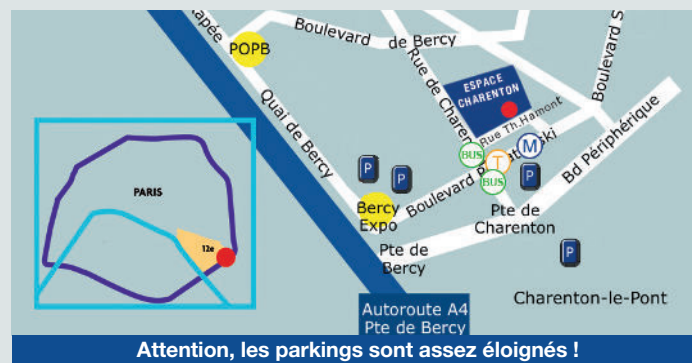 POPB
Boulevard de Bercy
Boulevard S
Rue de Charen
ESPACE
CHARENTON
Rue Th.Hamont
Quai de Bercy
PARIS
12e
P
P
BUS
T
M
BUS
P
Bd Périphérique
Bercy
Expo
Boulevard P
Pte de
Charenton
Pte de
Bercy
P
Charenton-le-Pont
Autoroute A4
Pte de Bercy
Attention, les parkings sont assez éloignés !